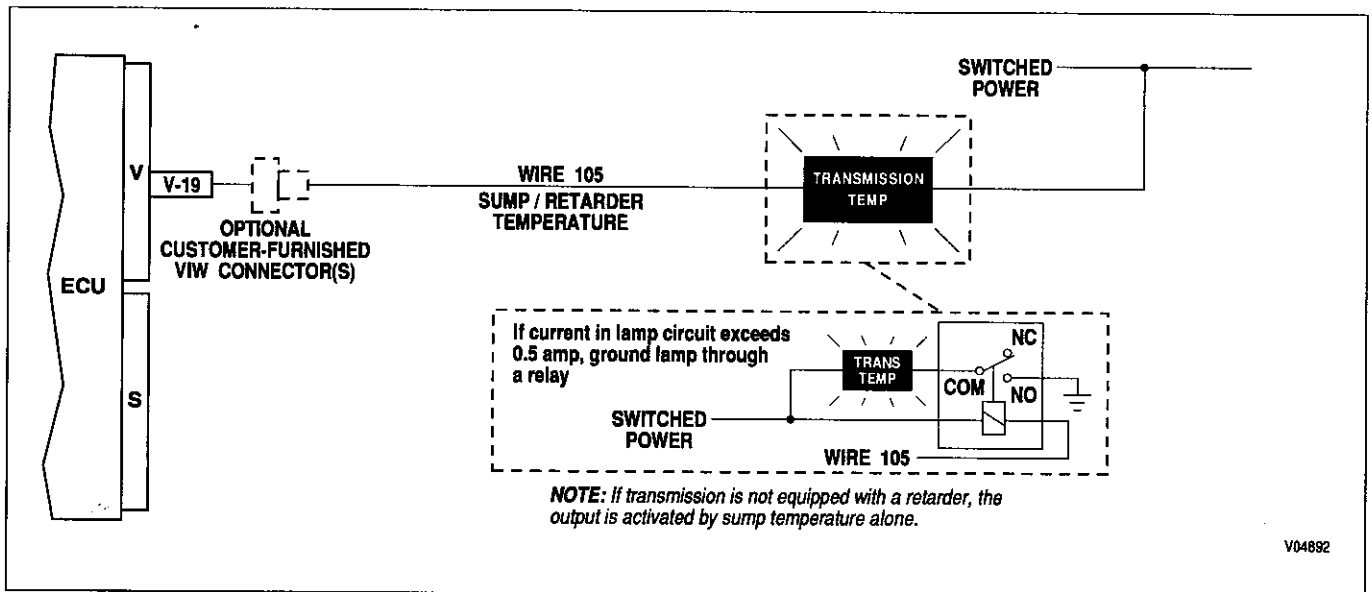 SWITCHED
POWER
V
V-19
WIRE 105
SUMP / RETARDER
TEMPERATURE
TRANSMISSION
TEMP
OPTIONAL
CUSTOMER-FURNISHED
VIW CONNECTOR(S)
ECU
S
If current in lamp circuit exceeds
0.5 amp, ground lamp through
a relay
TRANS
TEMP
NC
COM
NO
SWITCHED
POWER
WIRE 105
NOTE: If transmission is not equipped with a retarder, the
output is activated by sump temperature alone.
V04892